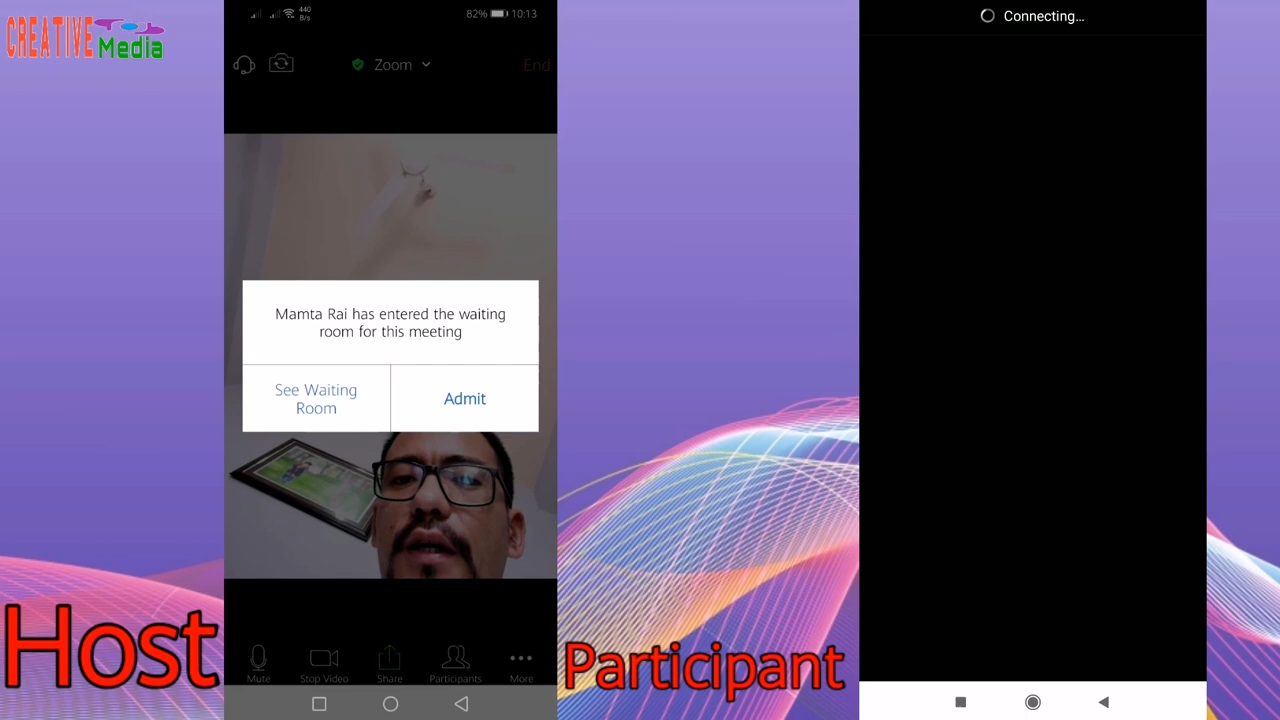 CREATIVE
Media
440
B/s
82%
10:13
Zoom
End
Mamta Rai has entered the waiting
room for this meeting
See Waiting
Room
Admit
Mute
Stop Video
Share
Participants
More
Host
Participant
Connecting...